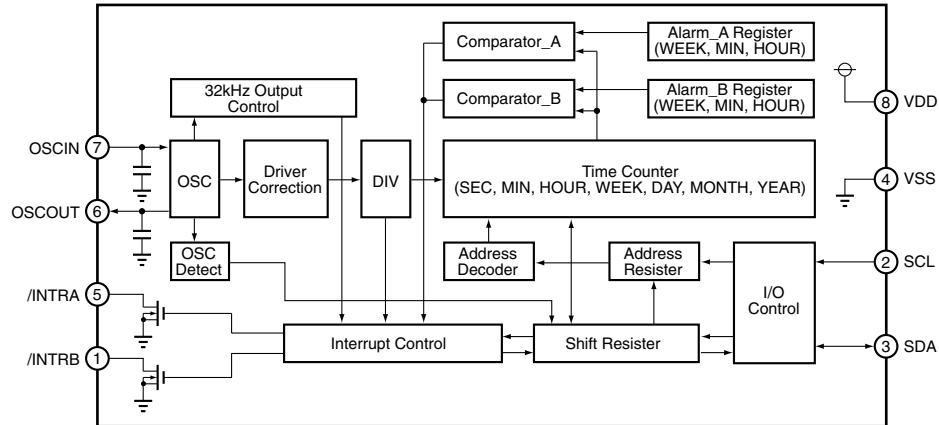 Comparator_A
Alarm_A Register
(WEEK, MIN, HOUR)
32kHz Output
Control
Comparator_B
Alarm_B Register
(WEEK, MIN, HOUR)
8 VDD
OSCIN 7
OSC
Driver
Correction
DIV
Time Counter
(SEC, MIN, HOUR, WEEK, DAY, MONTH, YEAR)
4 VSS
OSCOUT 6
OSC
Detect
Address
Decoder
Address
Register
I/O
Control
2 SCL
/INTRA
5
Interrupt Control
Shift Register
3 SDA
/INTRB
1